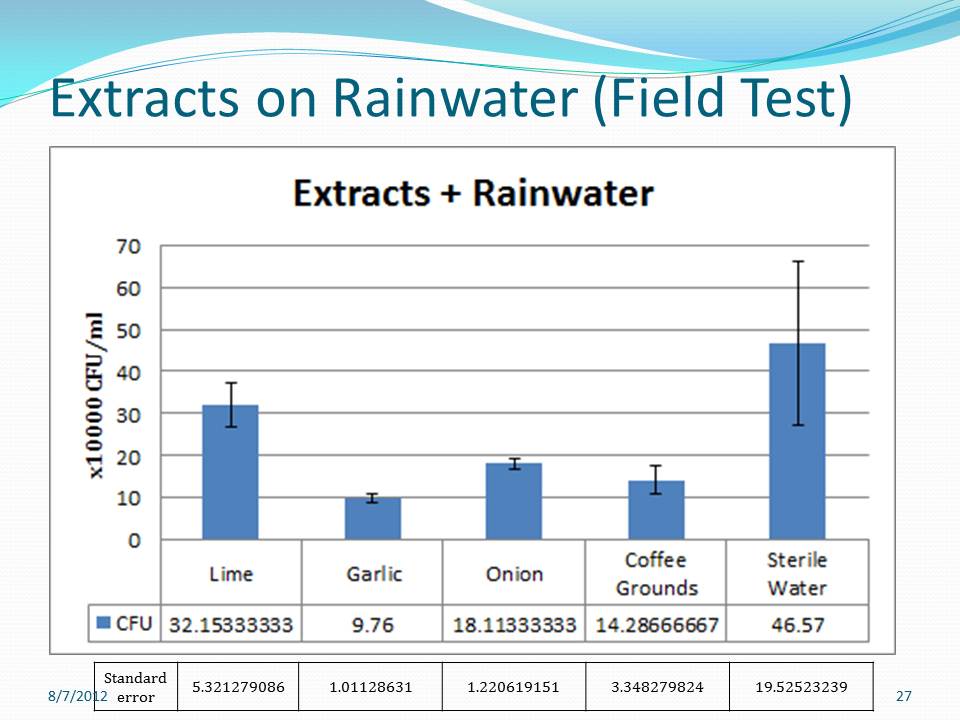 Extracts on Rainwater (Field Test)
Extracts + Rainwater
x10000 CFU/ml
70
60
50
40
30
20
10
0
Lime Garlic Onion Coffee Grounds Sterile Water
CFU 32.15333333 9.76 18.11333333 14.28666667 46.57
Standard error 5.321279086 1.01128631 1.220619151 3.348279824 19.52523239
8/7/2012 27